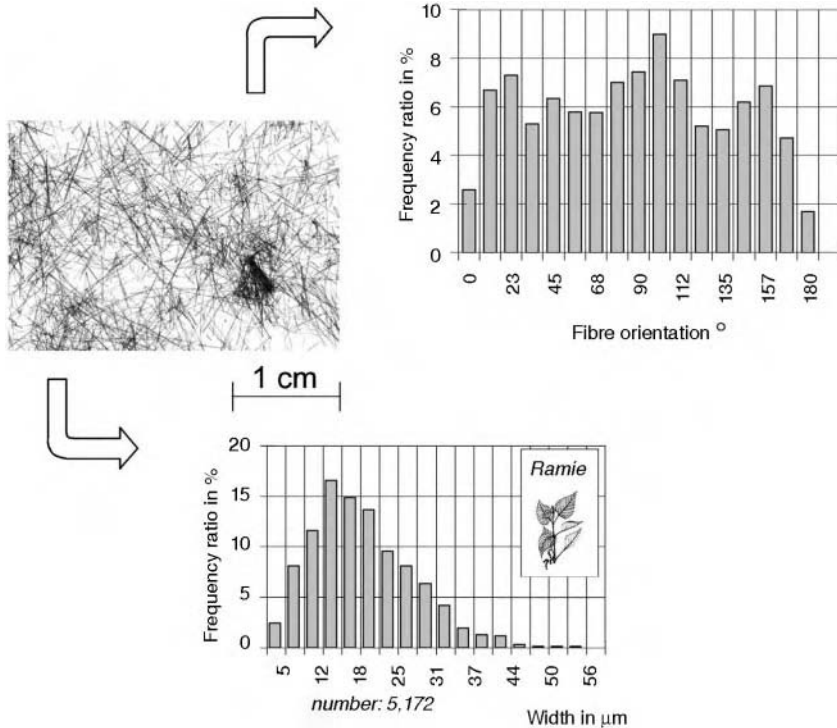 10
8
6
4
2
0
Frequency ratio in %
0 23 45 68 90 112 135 157 180
Fibre orientation °
1 cm
20
15
10
5
0
Frequency ratio in %
Ramie
5 12 18 25 31 37 44 50 56
number: 5,172
Width in µm